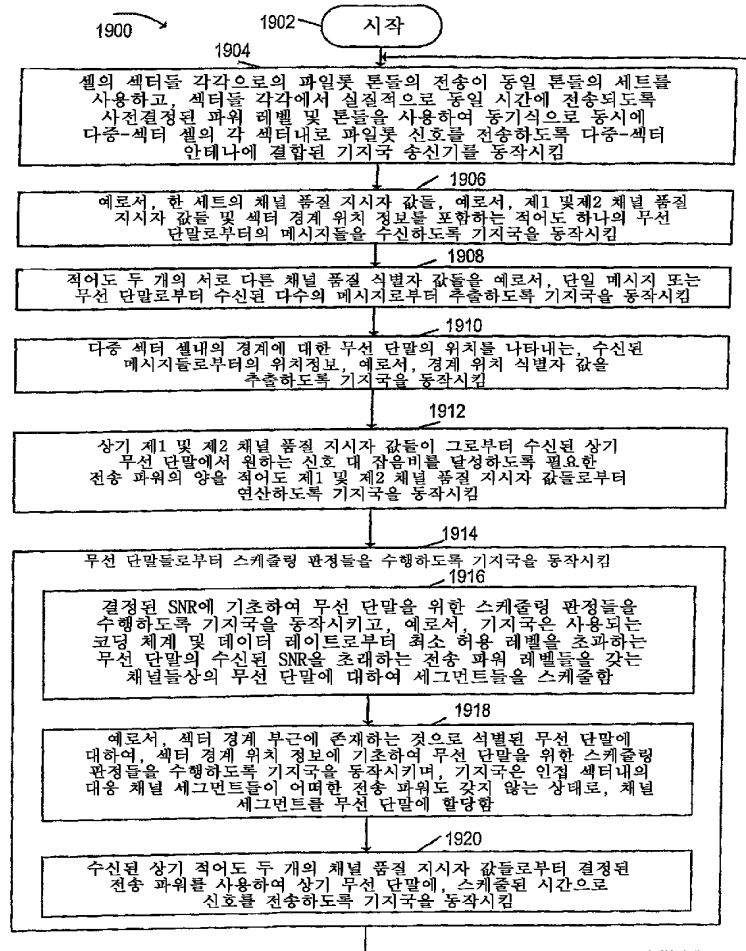 1900
1902
시작
1904
셀의 섹터들 각각으로의 파일롯 톤들의 전송이 동일 톤들의 세트를
사용하고, 섹터들 각각에서 실질적으로 동일 시간에 전송되도록
사전결정된 파워 레벨 및 톤들을 사용하여 동기식으로 동시에
다중-섹터 셀의 각 섹터내로 파일롯 신호를 전송하도록 다중-섹터
안테나에 결합된 기지국 송신기를 동작시킴
1906
예로서, 한 세트의 채널 품질 지시자 값들, 예로서, 제1 및제2 채널 품질
지시자 값들 및 섹터 경계 위치 정보를 포함하는 적어도 하나의 무선
단말로부터의 메시지들을 수신하도록 기지국을 동작시킴
1908
적어도 두 개의 서로 다른 채널 품질 식별자 값들을 예로서, 단일 메시지 또는
무선 단말로부터 수신된 다수의 메시지로부터 추출하도록 기지국을 동작시킴
1910
다중 섹터 셀내의 경계에 대한 무선 단말의 위치를 나타내는, 수신된
메시지들로부터의 위치정보, 예로서, 경계 위치 식별자 값을
추출하도록 기지국을 동작시킴
1912
상기 제1 및 제2 채널 품질 지시자 값들이 그로부터 수신된 상기
무선 단말에서 원하는 신호 대 잡음비를 달성하도록 필요한
전송 파워의 양을 적어도 제1 및 제2 채널 품질 지시자 값들로부터
연산하도록 기지국을 동작시킴
1914
무선 단말들로부터 스케줄링 판정들을 수행하도록 기지국을 동작시킴
1916
결정된 SNR에 기초하여 무선 단말을 위한 스케줄링 판정들을
수행하도록 기지국을 동작시키고, 예로서, 기지국은 사용되는
코딩 체계 및 데이터 레이트로부터 최소 허용 레벨을 초과하는
무선 단말의 수신된 SNR을 초래하는 전송 파워 레벨들을 갖는
채널들상의 무선 단말에 대하여 세그먼트들을 스케줄함
1918
예로서, 섹터 경계 부근에 존재하는 것으로 식별된 무선 단말에
대하여, 섹터 경계 위치 정보에 기초하여 무선 단말을 위한 스케줄링
판정들을 수행하도록 기지국을 동작시키며, 기지국은 인접 섹터내의
대응 채널 세그먼트들이 어떠한 전송 파워도 갖지 않는 상태로, 채널
세그먼트를 무선 단말에 할당함
1920
수신된 상기 적어도 두 개의 채널 품질 지시자 값들로부터 결정된
전송 파워를 사용하여 상기 무선 단말에, 스케줄된 시간으로
신호를 전송하도록 기지국을 동작시킴